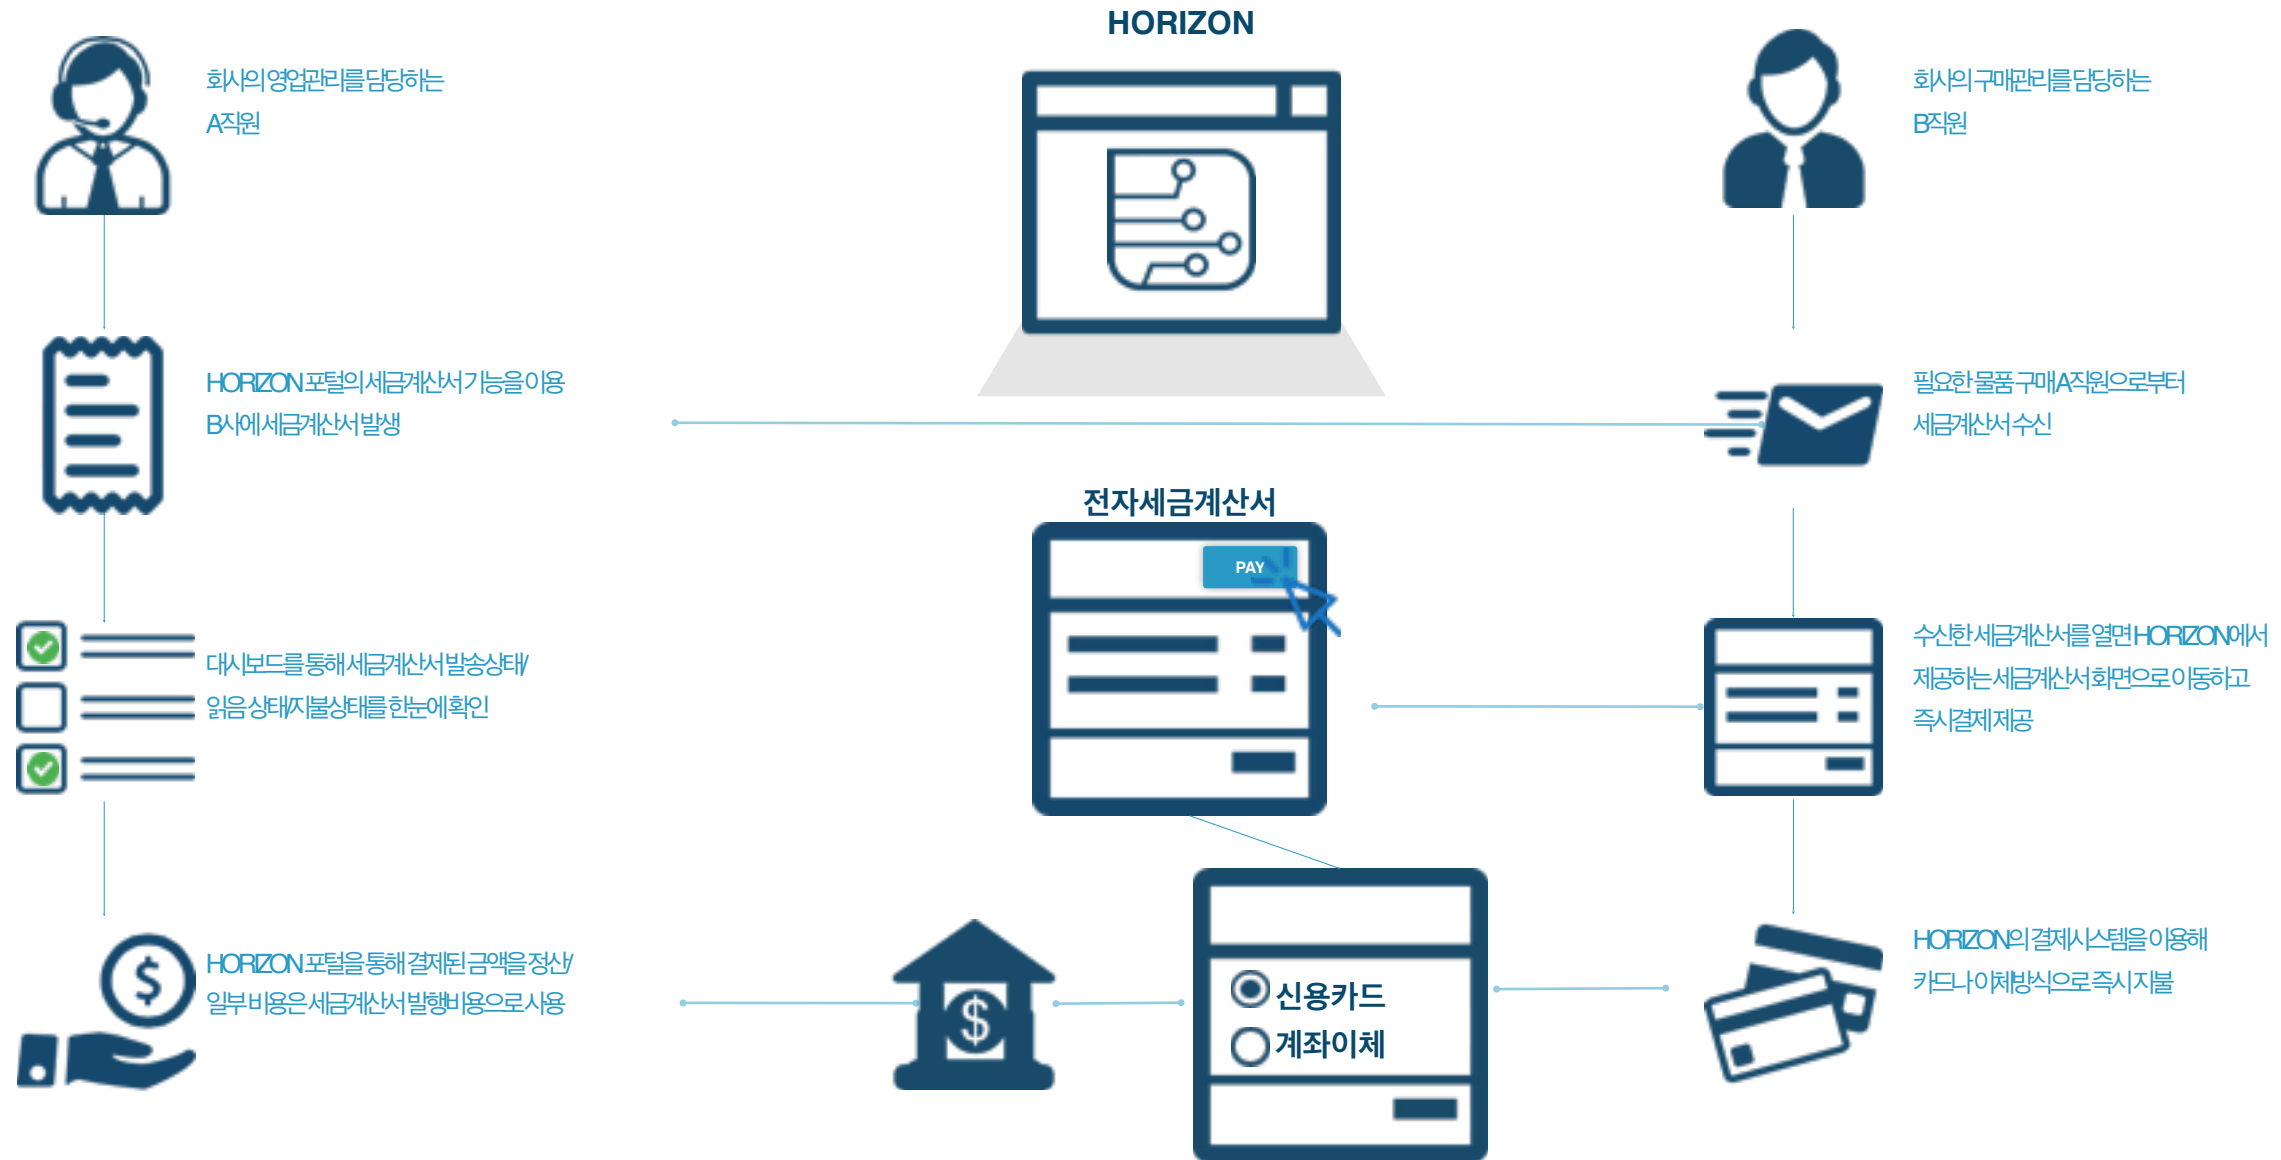 HORIZON
회사의 영업관리를 담당하는
A직원
회사의 구매관리를 담당하는
B직원
HORIZON 포털의 세금계산서 기능을 이용
B사에 세금계산서 발생
필요한 물품 구매 A직원으로부터
세금계산서 수신
전자세금계산서
PAY
대시보드를 통해 세금계산서 발송상태/
읽음 상태/지불상태를 한눈에 확인
수신한 세금계산서를 열면 HORIZON에서
제공하는 세금계산서 화면으로 이동하고
즉시결제 제공
HORIZON 포털을 통해 결제된 금액을 정산/
일부 비용은 세금계산서 발행비용으로 사용
신용카드
계좌이체
HORIZON의 결제시스템을 이용해
카드나 이체방식으로 즉시 지불